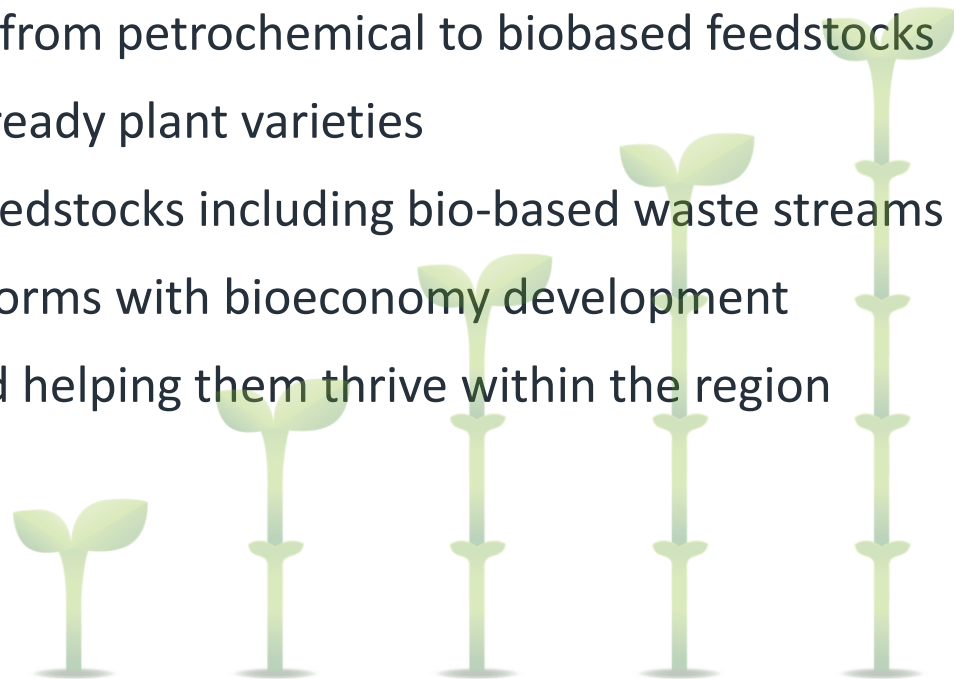 from petrochemical to biobased feedstocks
ready plant varieties
edstocks including bio-based waste streams
orms with bioeconomy development
d helping them thrive within the region